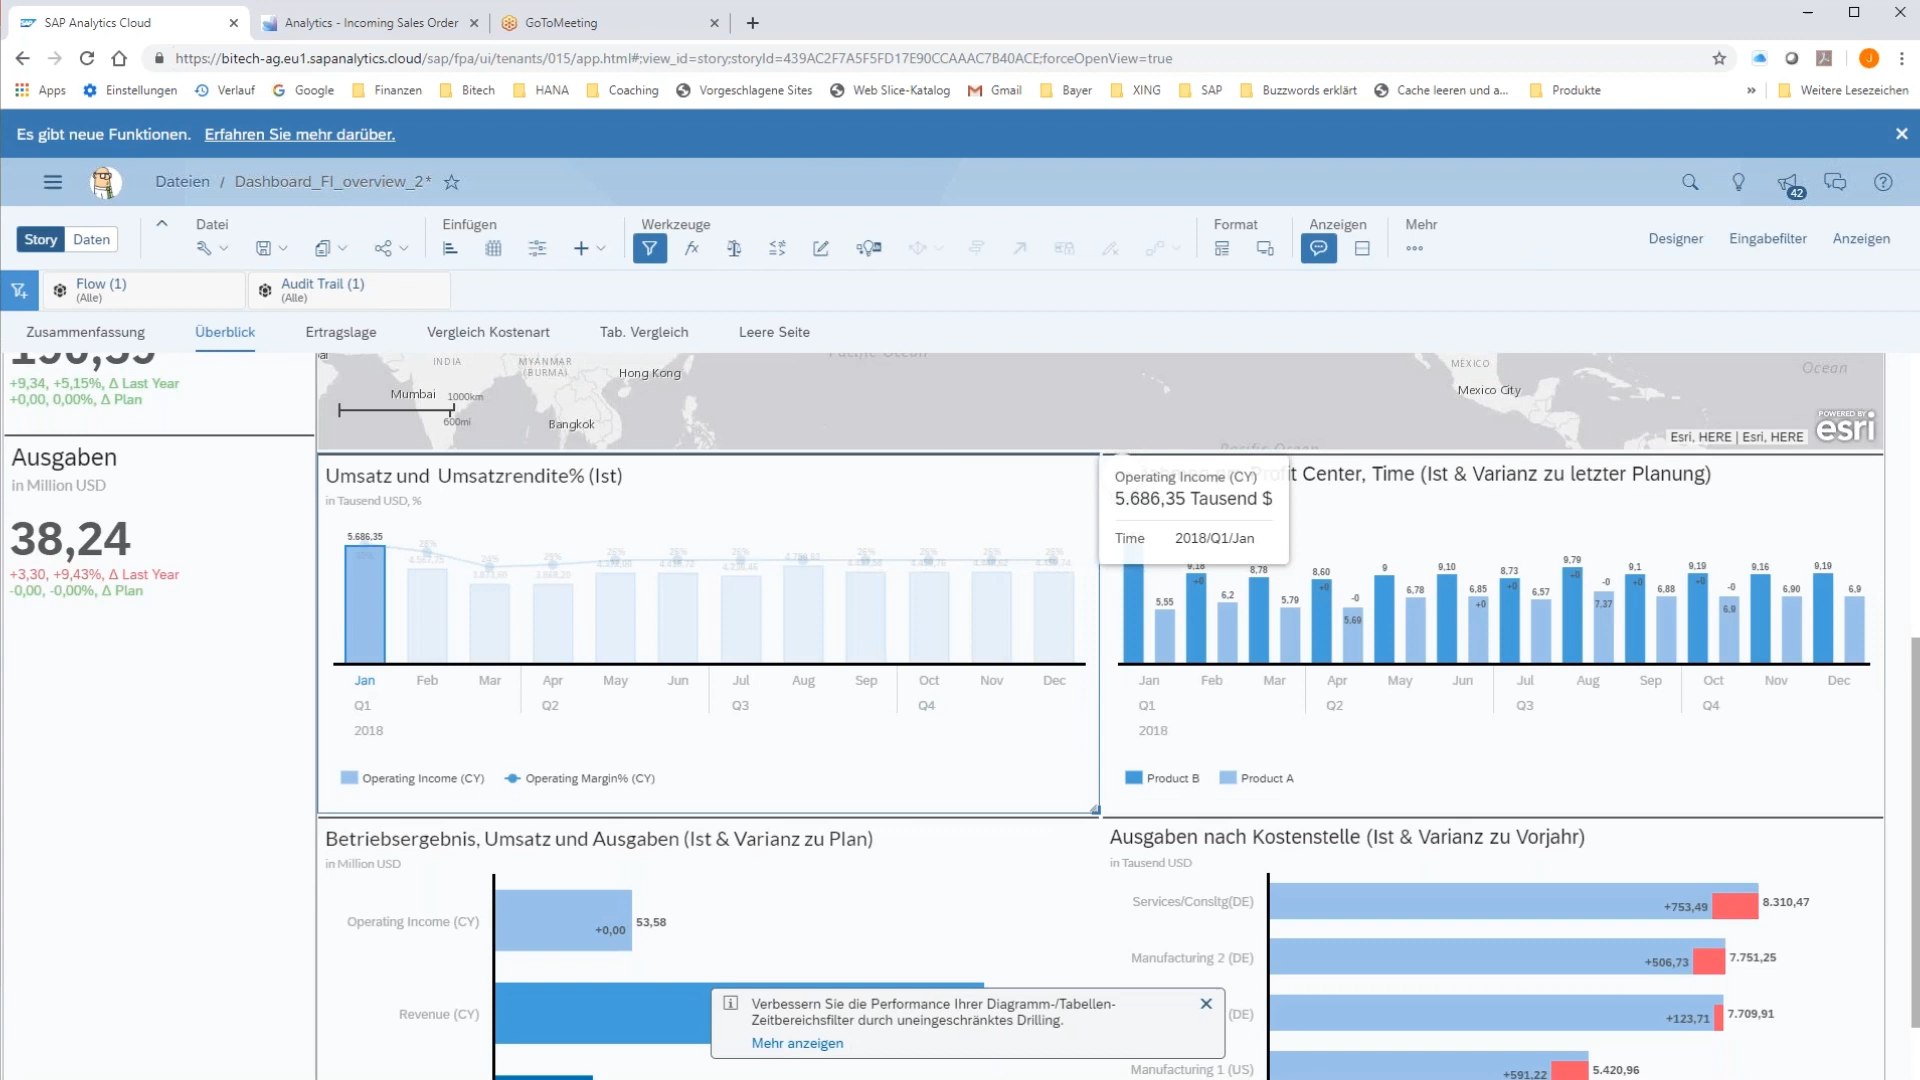 SAP Analytics Cloud
Analytics - Incoming Sales Order
GoToMeeting
https://bitech-ag.eu1.sapanalytics.cloud/sap/fpa/ui/tenants/015/app.html#;view_id=story;storyId=439AC2F7A5F5FD17E90CCAAAC7B40ACE;forceOpenView=true
J
Apps
Einstellungen
Verlauf
Google
Finanzen
Bitech
HANA
Coaching
Vorgeschlagene Sites
Web Slice-Katalog
Gmail
Bayer
XING
SAP
Buzzwords erklärt
Cache leeren und a...
Produkte
»
Weitere Lesezeichen
Es gibt neue Funktionen. Erfahren Sie mehr darüber.
Dateien / Dashboard_FI_overview_2*
42
Story
Daten
Datei
Einfügen
Werkzeuge
Format
Anzeigen
Mehr
Designer
Eingabefilter
Anzeigen
Flow (1)
(Alle)
Audit Trail (1)
(Alle)
Zusammenfassung
Überblick
Ertragslage
Vergleich Kostenart
Tab. Vergleich
Leere Seite
+9,34, +5,15%, Δ Last Year
+0,00, 0,00%, Δ Plan
Ausgaben
in Million USD
38,24
+3,30, +9,43%, Δ Last Year
-0,00, -0,00%, Δ Plan
INDIA
MYANMAR
(BURMA)
Hong Kong
Mumbai
1000km
600mi
Bangkok
Pacific Ocean
MÉXICO
Mexico City
Ocean
POWERED BY
esri
Esri, HERE | Esri, HERE
Umsatz und Umsatzrendite% (Ist)
in Tausend USD, %
5.686,35
Jan
Feb
Mar
Apr
May
Jun
Jul
Aug
Sep
Oct
Nov
Dec
Q1
Q2
Q3
Q4
2018
Operating Income (CY)
Operating Margin% (CY)
Operating Income (CY)
5.686,35 Tausend $
Time
2018/Q1/Jan
Profit Center, Time (Ist & Varianz zu letzter Planung)
5,55
9,18
+0
6,2
8,78
5,79
8,60
+0
-0
5.69
9
6,78
9,10
6,85
+0
8,73
+0
6,57
9,79
+0
-0
7.37
9,1
+0
6,88
9,19
+0
-0
6,9
9,16
6,90
9,19
6,9
Jan
Feb
Mar
Apr
May
Jun
Jul
Aug
Sep
Oct
Nov
Dec
Q1
Q2
Q3
Q4
2018
Product B
Product A
Betriebsergebnis, Umsatz und Ausgaben (Ist & Varianz zu Plan)
in Million USD
Operating Income (CY)
+0,00
53,58
Revenue (CY)
Ausgaben nach Kostenstelle (Ist & Varianz zu Vorjahr)
in Tausend USD
Services/Consltg(DE)
+753,49
8.310,47
Manufacturing 2 (DE)
+506,73
7.751,25
(DE)
+123,71
7.709,91
Manufacturing 1 (US)
+591,22
5.420,96
Verbessern Sie die Performance Ihrer Diagramm-/Tabellen-
Zeitbereichsfilter durch uneingeschränktes Drilling.
Mehr anzeigen